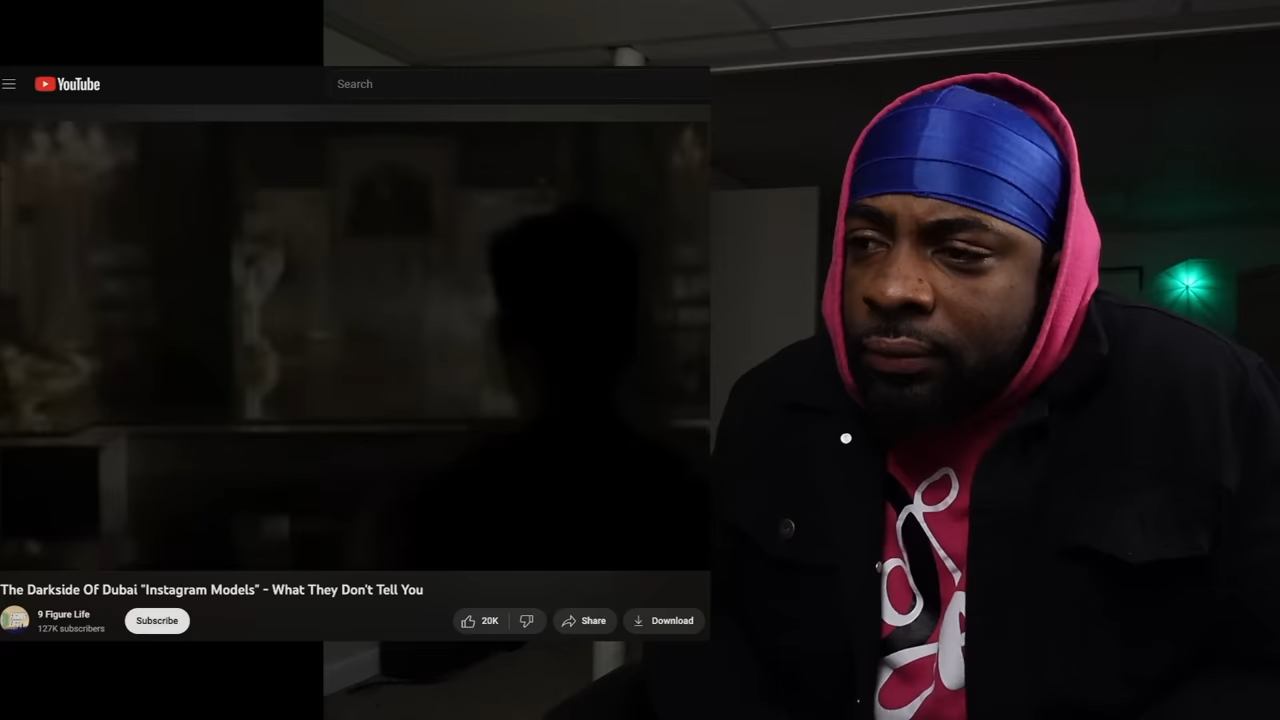 YouTube
Search
The Darkside Of Dubai "Instagram Models" - What They Don't Tell You
9 Figure Life
127K subscribers
Subscribe
20K
Share
Download